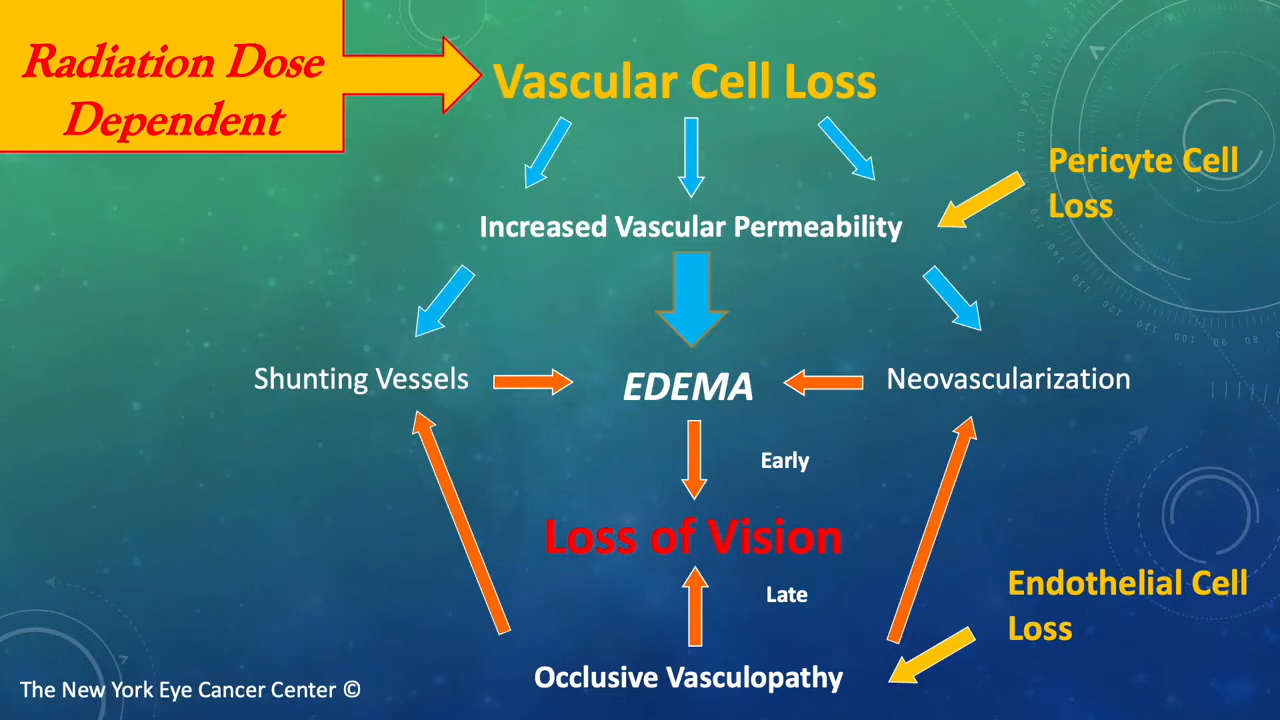 Radiation Dose
Dependent
Vascular Cell Loss
Pericyte Cell
Loss
Increased Vascular Permeability
Shunting Vessels
EDEMA
Neovascularization
Early
Loss of Vision
Late
Endothelial Cell
Loss
Occlusive Vasculopathy
The New York Eye Cancer Center ©